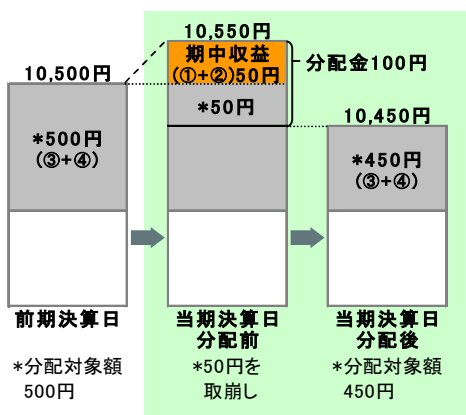 10,550円
期中収益
(①+②)50円
分配金100円
10,500円
*50円
10,450円
*500円
(③+④)
*450円
(③+④)
前期決算日
当期決算日
分配前
当期決算日
分配後
*分配対象額
500円
*50円を
取崩し
*分配対象額
450円